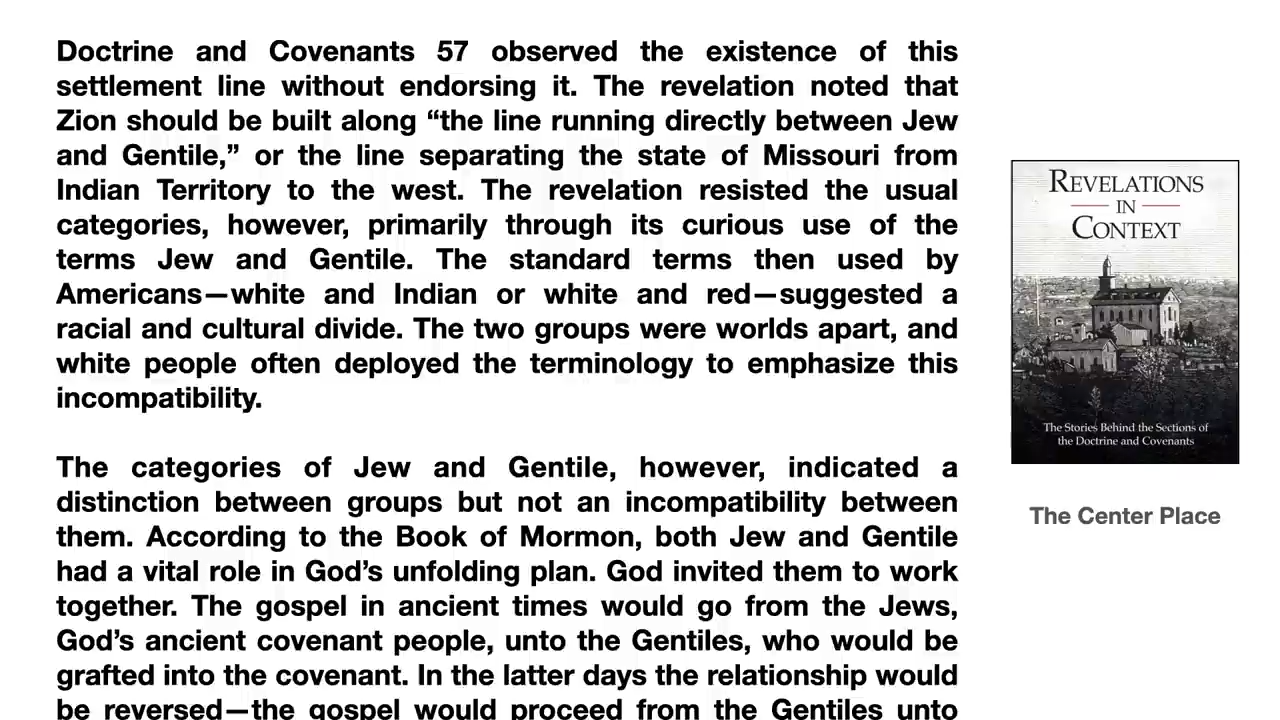 Doctrine and Covenants 57 observed the existence of this
settlement line without endorsing it. The revelation noted that
Zion should be built along “the line running directly between Jew
and Gentile,” or the line separating the state of Missouri from
Indian Territory to the west. The revelation resisted the usual
categories, however, primarily through its curious use of the
terms Jew and Gentile. The standard terms then used by
Americans—white and Indian or white and red—suggested a
racial and cultural divide. The two groups were worlds apart, and
white people often deployed the terminology to emphasize this
incompatibility.
The categories of Jew and Gentile, however, indicated a
distinction between groups but not an incompatibility between
them. According to the Book of Mormon, both Jew and Gentile
had a vital role in God’s unfolding plan. God invited them to work
together. The gospel in ancient times would go from the Jews,
God’s ancient covenant people, unto the Gentiles, who would be
grafted into the covenant. In the latter days the relationship would
be reversed—the gospel would proceed from the Gentiles unto
REVELATIONS
IN
CONTEXT
The Stories Behind the Sections of
the Doctrine and Covenants
The Center Place